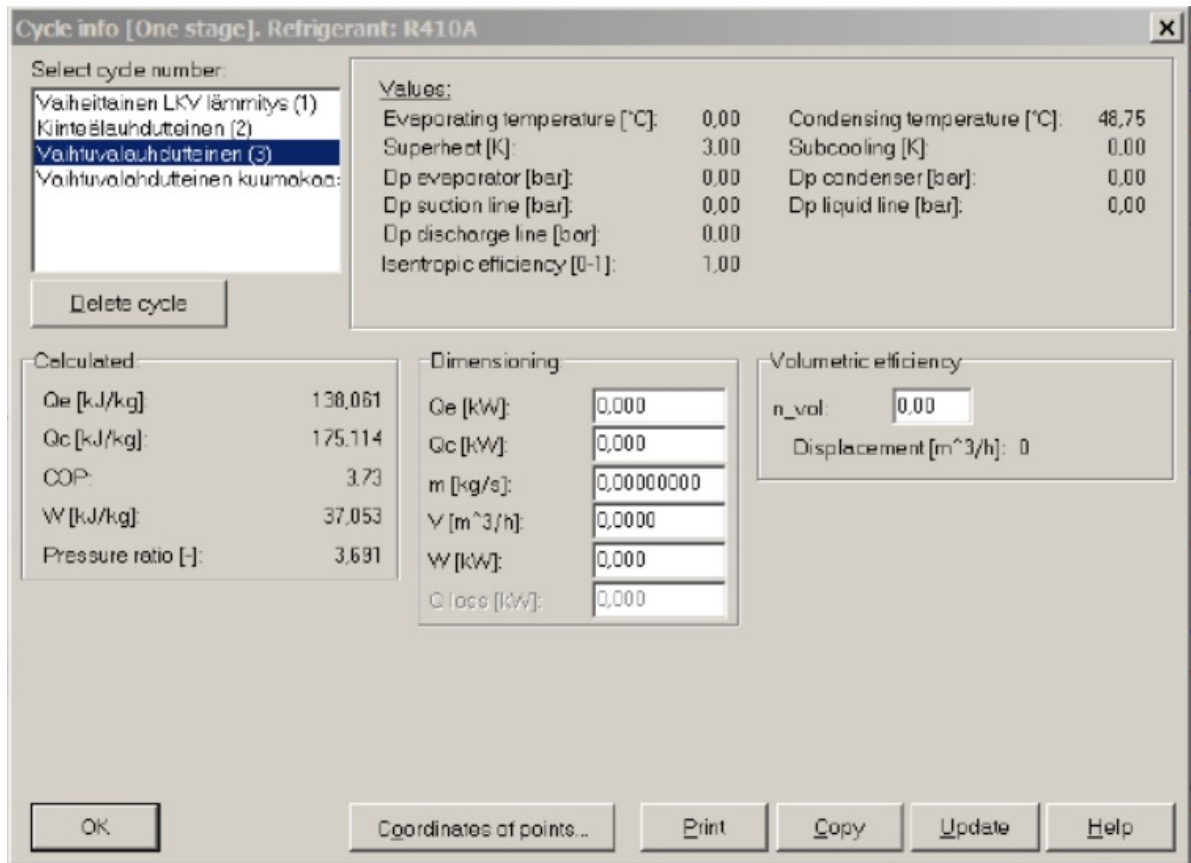 Cycle info [One stage]. Refrigerant: R410A
Select cycle number:
Vaiheittainen LKV lämmitys (1)
Kiinteälauhdutteinen (2)
Vaihtuvalauhdutteinen (3)
Vaihtuvalahdutteinen kuumakaas
Delete cycle
Values:
Evaporating temperature [°C]: 0,00 Condensing temperature [°C]: 48,75
Superheat [K]: 3.00 Subcooling [K]: 0.00
Dp evaporator [bar]: 0,00 Dp condenser [bar]: 0,00
Dp suction line [bar]: 0,00 Dp liquid line [bar]: 0,00
Dp discharge line [bar]: 0.00
Isentropic efficiency [0-1]: 1,00
Calculated:
Qe [kJ/kg]: 138,061
Qc [kJ/kg]: 175.114
COP: 3.73
W [kJ/kg]: 37,053
Pressure ratio [-]: 3,691
Dimensioning:
Qe [kW]: 0,000
Qc [kW]: 0,000
m [kg/s]: 0,00000000
V [m^3/h]: 0,0000
W [kW]: 0,000
Q loss [kW]: 0,000
Volumetric efficiency
n_vol: 0,00
Displacement [m^3/h]: 0
OK
Coordinates of points...
Print
Copy
Update
Help